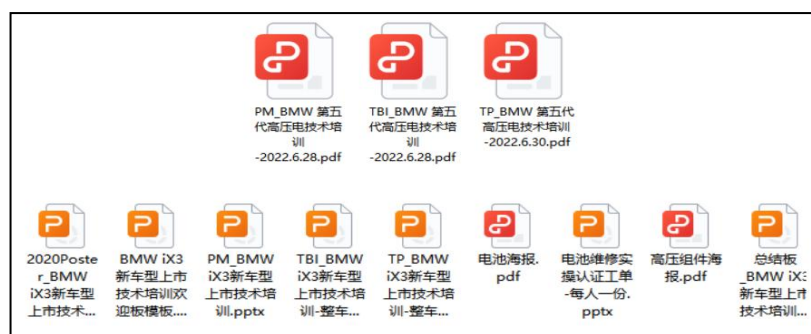 PM_BMW 第五
代高压电技术培
训
-2022.6.28.pdf
TBI_BMW 第五
代高压电技术培
训
-2022.6.28.pdf
TP_BMW 第五代
高压电技术培训
-2022.6.30.pdf
2020Poste
r_BMW
iX3新车型
上市技术...
BMW iX3
新车型上市
技术培训欢
迎板模板....
PM_BMW
iX3新车型
上市技术培
训.pptx
TBI_BMW
iX3新车型
上市技术培
训-整车...
TP_BMW
iX3新车型
上市技术培
训-整车...
电池海报.
pdf
电池维修实
操认证工单
-每人一份.
pptx
高压组件海
报.pdf
总结板
_BMW iX3
新车型上市
技术培训...